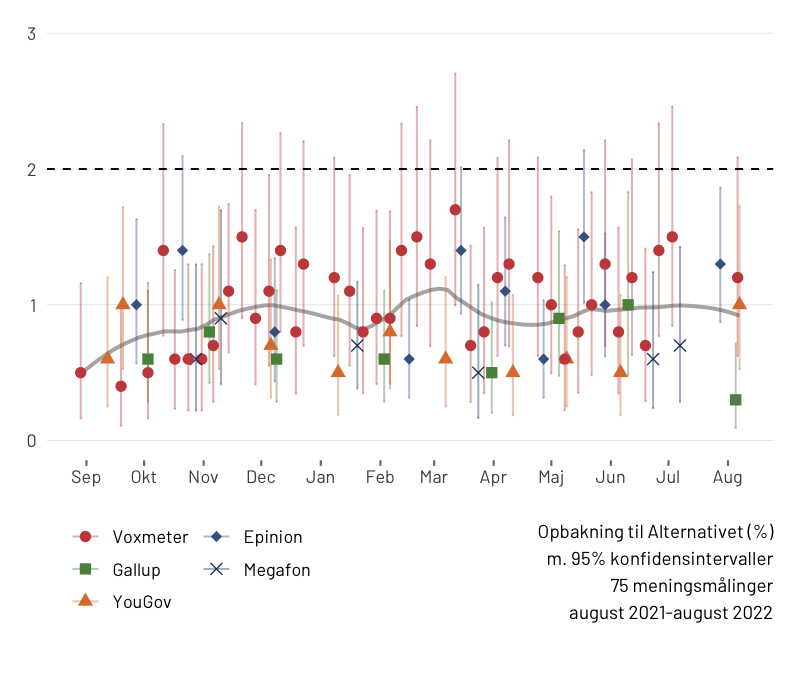 3
2
1
0
Sep Okt Nov Dec Jan Feb Mar Apr Maj Jun Jul Aug
Voxmeter Epinion
Gallup Megafon
YouGov
Opbakning til Alternativet (%)
m. 95% konfidensintervaller
75 meningsmålinger
august 2021-august 2022